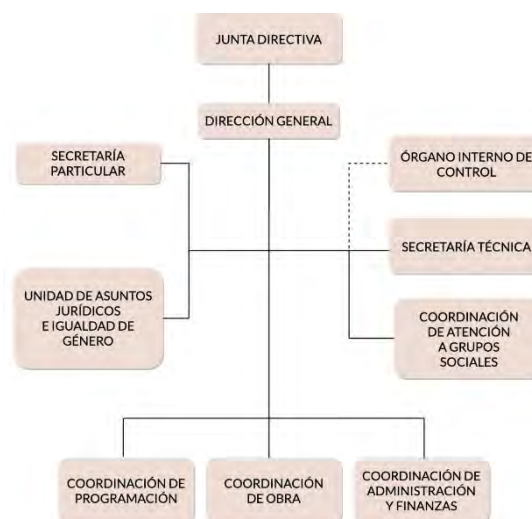 JUNTA DIRECTIVA
DIRECCIÓN GENERAL
SECRETARÍA
PARTICULAR
ÓRGANO INTERNO DE
CONTROL
SECRETARÍA TÉCNICA
UNIDAD DE ASUNTOS
JURÍDICOS
E IGUALDAD DE
GÉNERO
COORDINACIÓN
DE ATENCIÓN
A GRUPOS
SOCIALES
COORDINACIÓN DE
PROGRAMACIÓN
COORDINACIÓN
DE OBRA
COORDINACIÓN DE
ADMINISTRACIÓN
Y FINANZAS